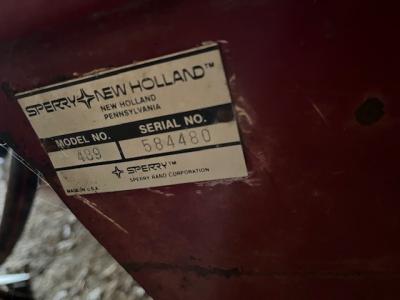 SPERRY NEW HOLLAND™
NEW HOLLAND
PENNSYLVANIA
MODEL NO. SERIAL NO.
489 584480
SPERRY™
SPERRY RAND CORPORATION
MADE IN U.S.A.